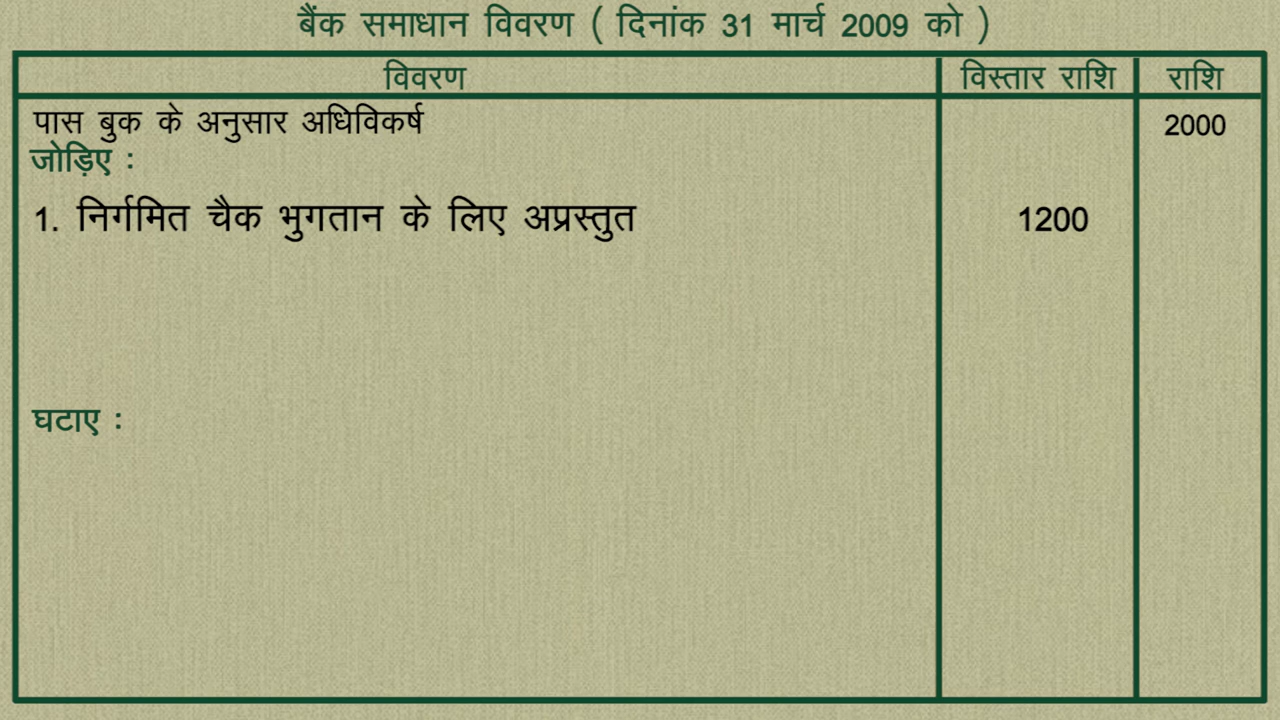 बैंक समाधान विवरण ( दिनांक 31 मार्च 2009 को )
विवरण विस्तार राशि राशि
पास बुक के अनुसार अधिविकर्ष 2000
जोड़िए :
1. निर्गमित चैक भुगतान के लिए अप्रस्तुत 1200
घटाए :